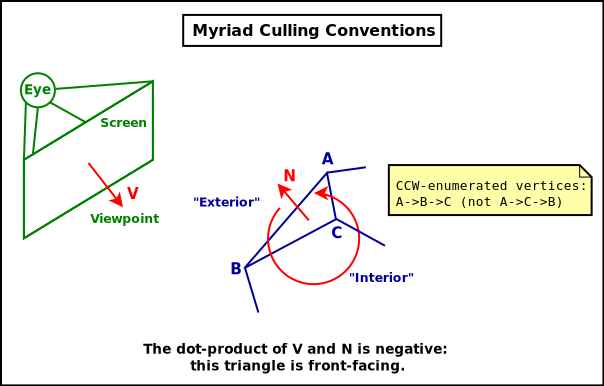 Myriad Culling Conventions
Eye
Screen
V
Viewpoint
A
N
"Exterior"
C
B
"Interior"
CCW-enumerated vertices:
A->B->C (not A->C->B)
The dot-product of V and N is negative:
this triangle is front-facing.